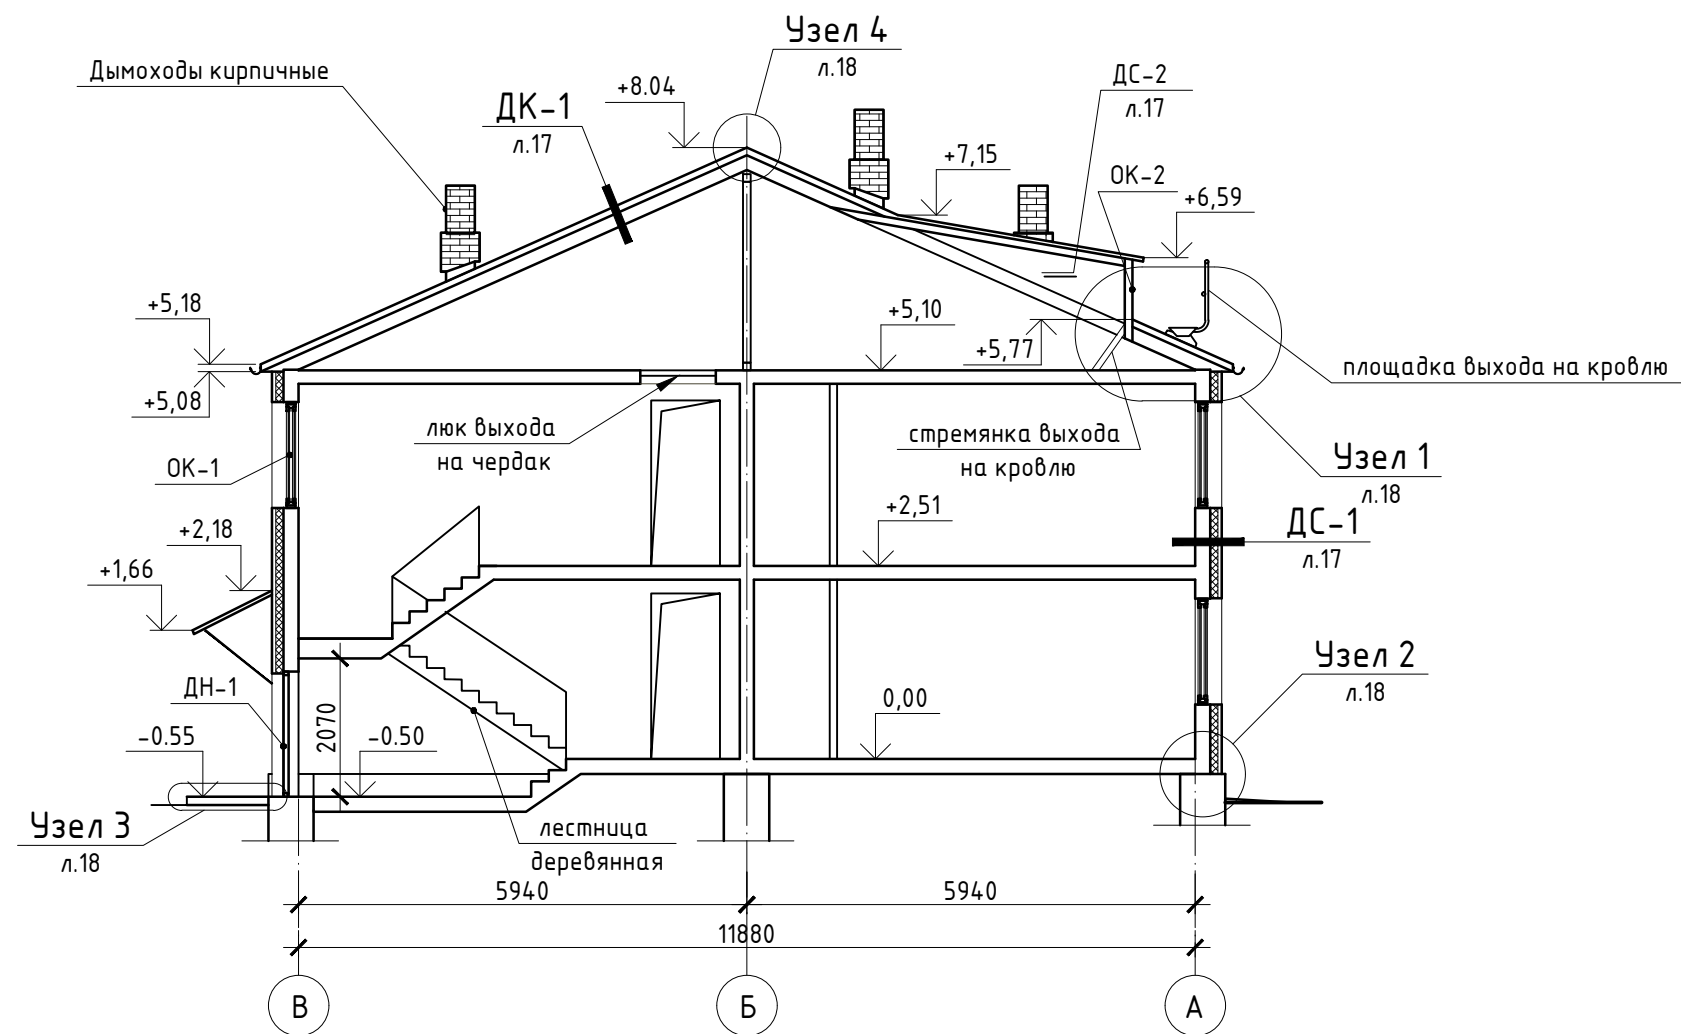 Узел 4
л.18
Дымоходы кирпичные
ДК-1
л.17
+8.04
ДС-2
л.17
+7,15
ОК-2
+6,59
+5,18
+5,10
+5,77
площадка выхода на кровлю
+5,08
люк выхода
на чердак
стремянка выхода
на кровлю
Узел 1
л.18
ОК-1
+2,51
ДС-1
л.17
+2,18
+1,66
Узел 2
л.18
ДН-1
0,00
2070
-0.55
-0.50
Узел 3
л.18
лестница
деревянная
5940
5940
11880
В
Б
А